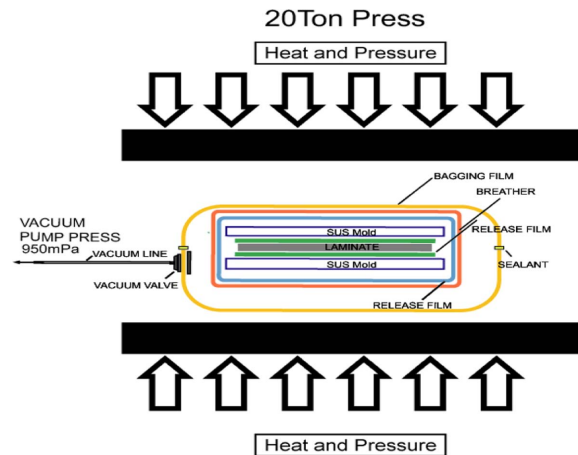 20Ton Press
Heat and Pressure
BAGGING FILM
BREATHER
VACUUM
PUMP PRESS
950mPa
RELEASE FILM
SUS Mold
LAMINATE
VACUUM LINE
SUS Mold
SEALANT
VACUUM VALVE
RELEASE FILM
Heat and Pressure